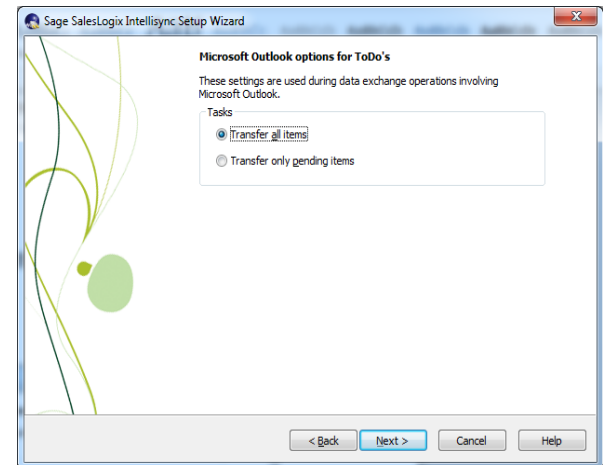 Sage SalesLogix Intellisync Setup Wizard
Microsoft Outlook options for ToDo's
These settings are used during data exchange operations involving
Microsoft Outlook.
Tasks
Transfer all items
Transfer only pending items
< Back Next > Cancel Help